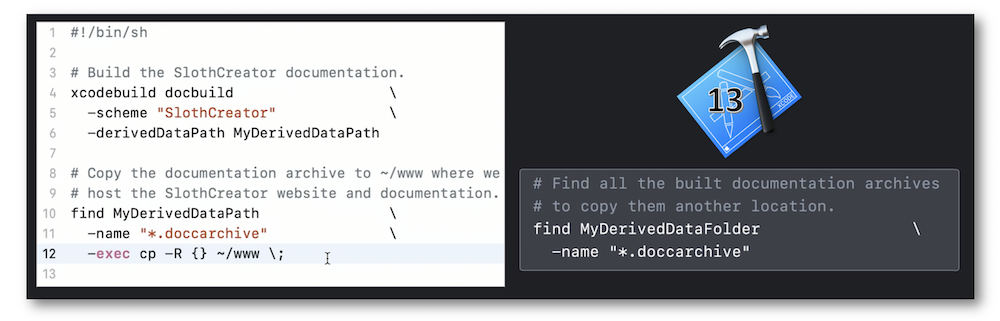 1 #!/bin/sh
2
3 # Build the SlothCreator documentation.
4 xcodebuild docbuild \
5 -scheme "SlothCreator" \
6 -derivedDataPath MyDerivedDataPath
7
8 # Copy the documentation archive to ~/www where we
9 # host the SlothCreator website and documentation.
10 find MyDerivedDataPath \
11 -name "*.doccarchive" \
12 -exec cp -R {} ~/www \;
13
13
XCODE
# Find all the built documentation archives
# to copy them another location.
find MyDerivedDataFolder \
-name "*.doccarchive"